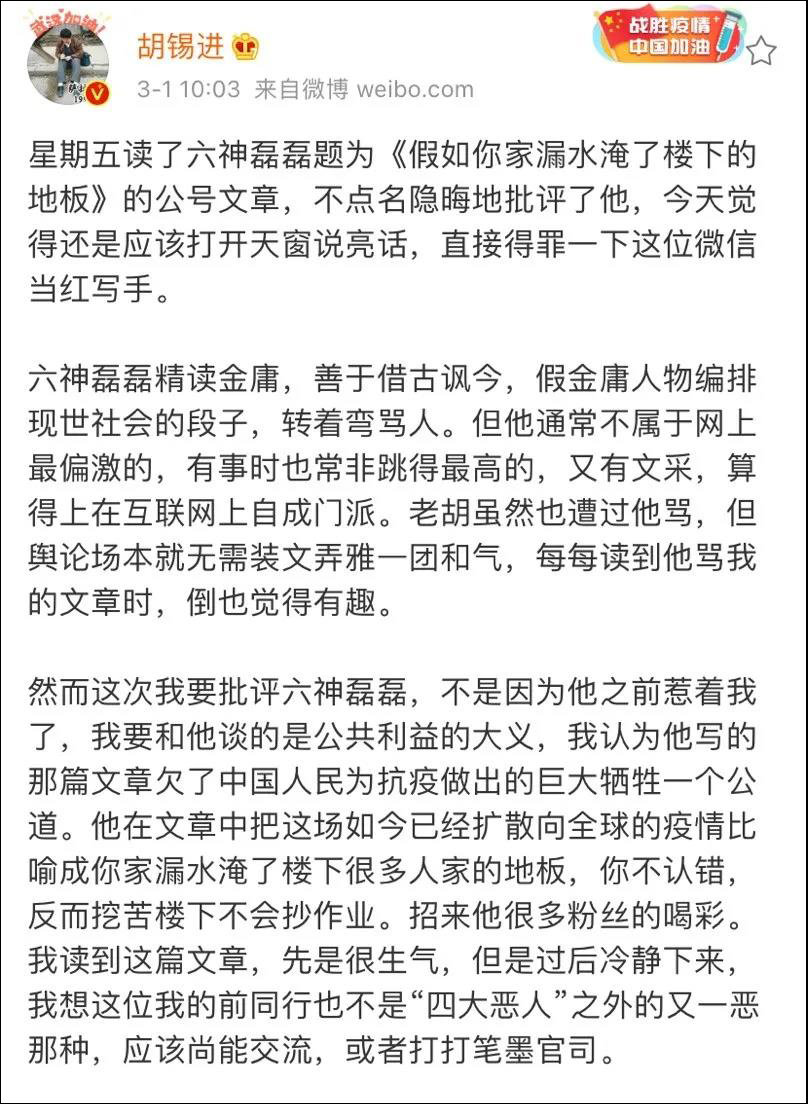 武汉加油!
胡锡进
3-1 10:03 来自微博 weibo.com
战胜疫情
中国加油
星期五读了六神磊磊题为《假如你家漏水淹了楼下的
地板》的公号文章，不点名隐晦地批评了他，今天觉
得还是应该打开天窗说亮话，直接得罪一下这位微信
当红写手。
六神磊磊精读金庸，善于借古讽今，假金庸人物编排
现世社会的段子，转着弯骂人。但他通常不属于网上
最偏激的，有事时也常非跳得最高的，又有文采，算
得上在互联网上自成门派。老胡虽然也遭过他骂，但
舆论场本就无需装文弄雅一团和气，每每读到他骂我
的文章时，倒也觉得有趣。
然而这次我要批评六神磊磊，不是因为他之前惹着我
了，我要和他谈的是公共利益的大义，我认为他写的
那篇文章欠了中国人民为抗疫做出的巨大牺牲一个公
道。他在文章中把这场如今已经扩散向全球的疫情比
喻成你家漏水淹了楼下很多人家的地板，你不认错，
反而挖苦楼下不会抄作业。招来他很多粉丝的喝彩。
我读到这篇文章，先是很生气，但是过后冷静下来，
我想这位我的前同行也不是“四大恶人”之外的又一恶
那种，应该尚能交流，或者打打笔墨官司。